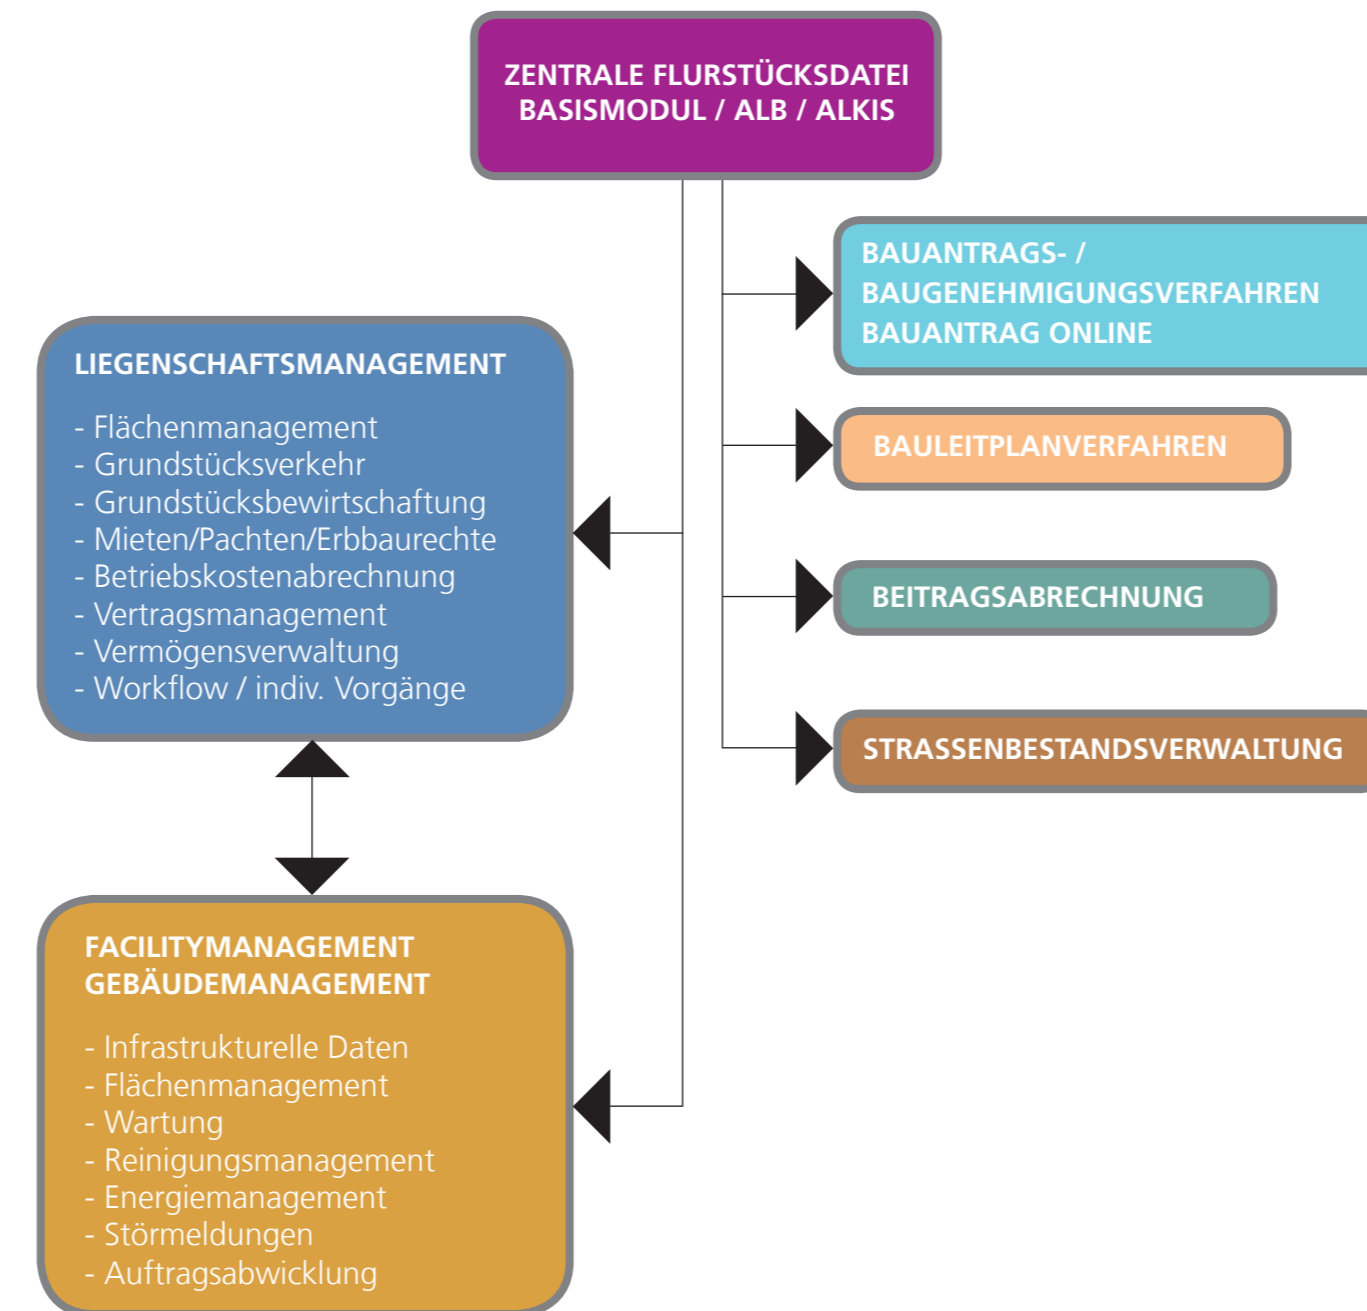 ZENTRALE FLURSTÜCKSDATEI
BASISMODUL / ALB / ALKIS
BAUANTRAGS- /
BAUGENEHMIGUNGSVERFAHREN
BAUANTRAG ONLINE
BAULEITPLANVERFAHREN
BEITRAGSABRECHNUNG
STRASSENBESTANDSVERWALTUNG
LIEGENSCHAFTSMANAGEMENT
- Flächenmanagement
- Grundstücksverkehr
- Grundstücksbewirtschaftung
- Mieten/Pachten/Erbbaurechte
- Betriebskostenabrechnung
- Vertragsmanagement
- Vermögensverwaltung
- Workflow / indiv. Vorgänge
FACILITYMANAGEMENT
GEBÄUDEMANAGEMENT
- Infrastrukturelle Daten
- Flächenmanagement
- Wartung
- Reinigungsmanagement
- Energiemanagement
- Störmeldungen
- Auftragsabwicklung